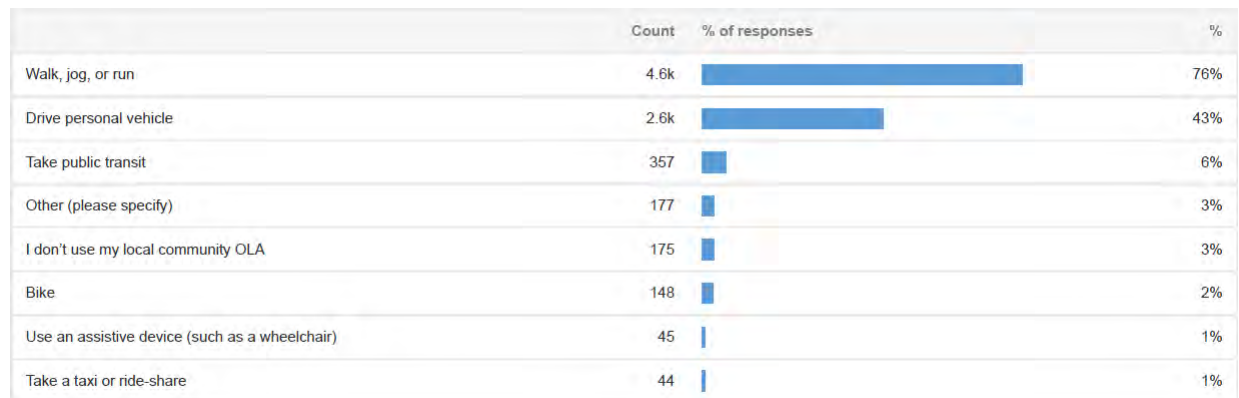 Count % of responses %
Walk, jog, or run 4.6k 76%
Drive personal vehicle 2.6k 43%
Take public transit 357 6%
Other (please specify) 177 3%
I don’t use my local community OLA 175 3%
Bike 148 2%
Use an assistive device (such as a wheelchair) 45 1%
Take a taxi or ride-share 44 1%